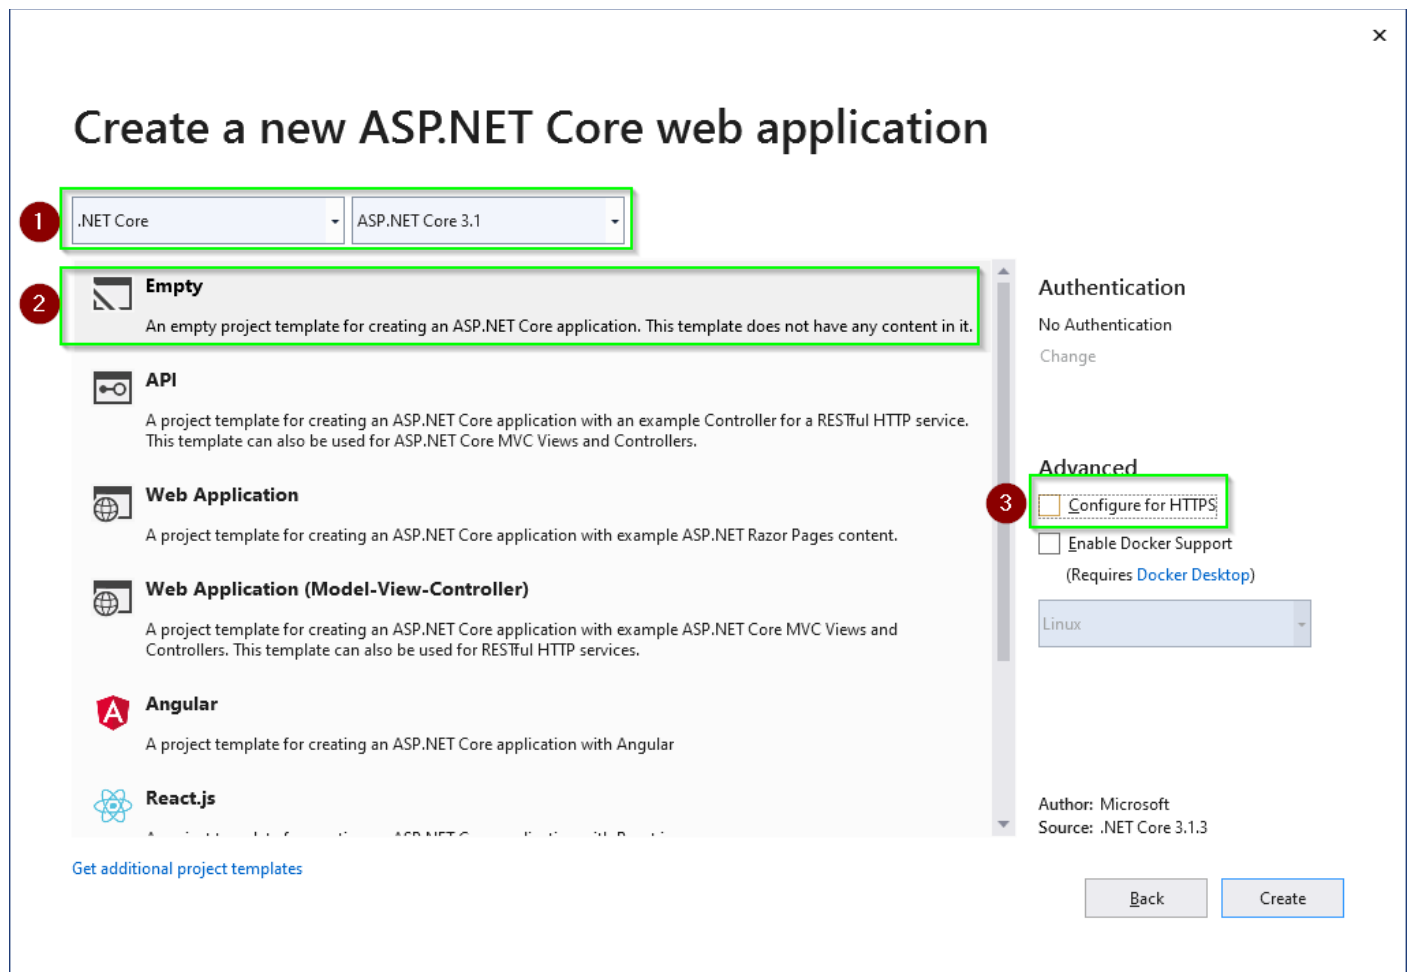 Create a new ASP.NET Core web application
1
.NET Core
ASP.NET Core 3.1
2
Empty
An empty project template for creating an ASP.NET Core application. This template does not have any content in it.
API
A project template for creating an ASP.NET Core application with an example Controller for a RESTful HTTP service.
This template can also be used for ASP.NET Core MVC Views and Controllers.
Web Application
A project template for creating an ASP.NET Core application with example ASP.NET Razor Pages content.
Web Application (Model-View-Controller)
A project template for creating an ASP.NET Core application with example ASP.NET Core MVC Views and
Controllers. This template can also be used for RESTful HTTP services.
Angular
A project template for creating an ASP.NET Core application with Angular
React.js
Get additional project templates
Authentication
No Authentication
Change
Advanced
3
Configure for HTTPS
Enable Docker Support
(Requires Docker Desktop)
Linux
Author: Microsoft
Source: .NET Core 3.1.3
Back
Create